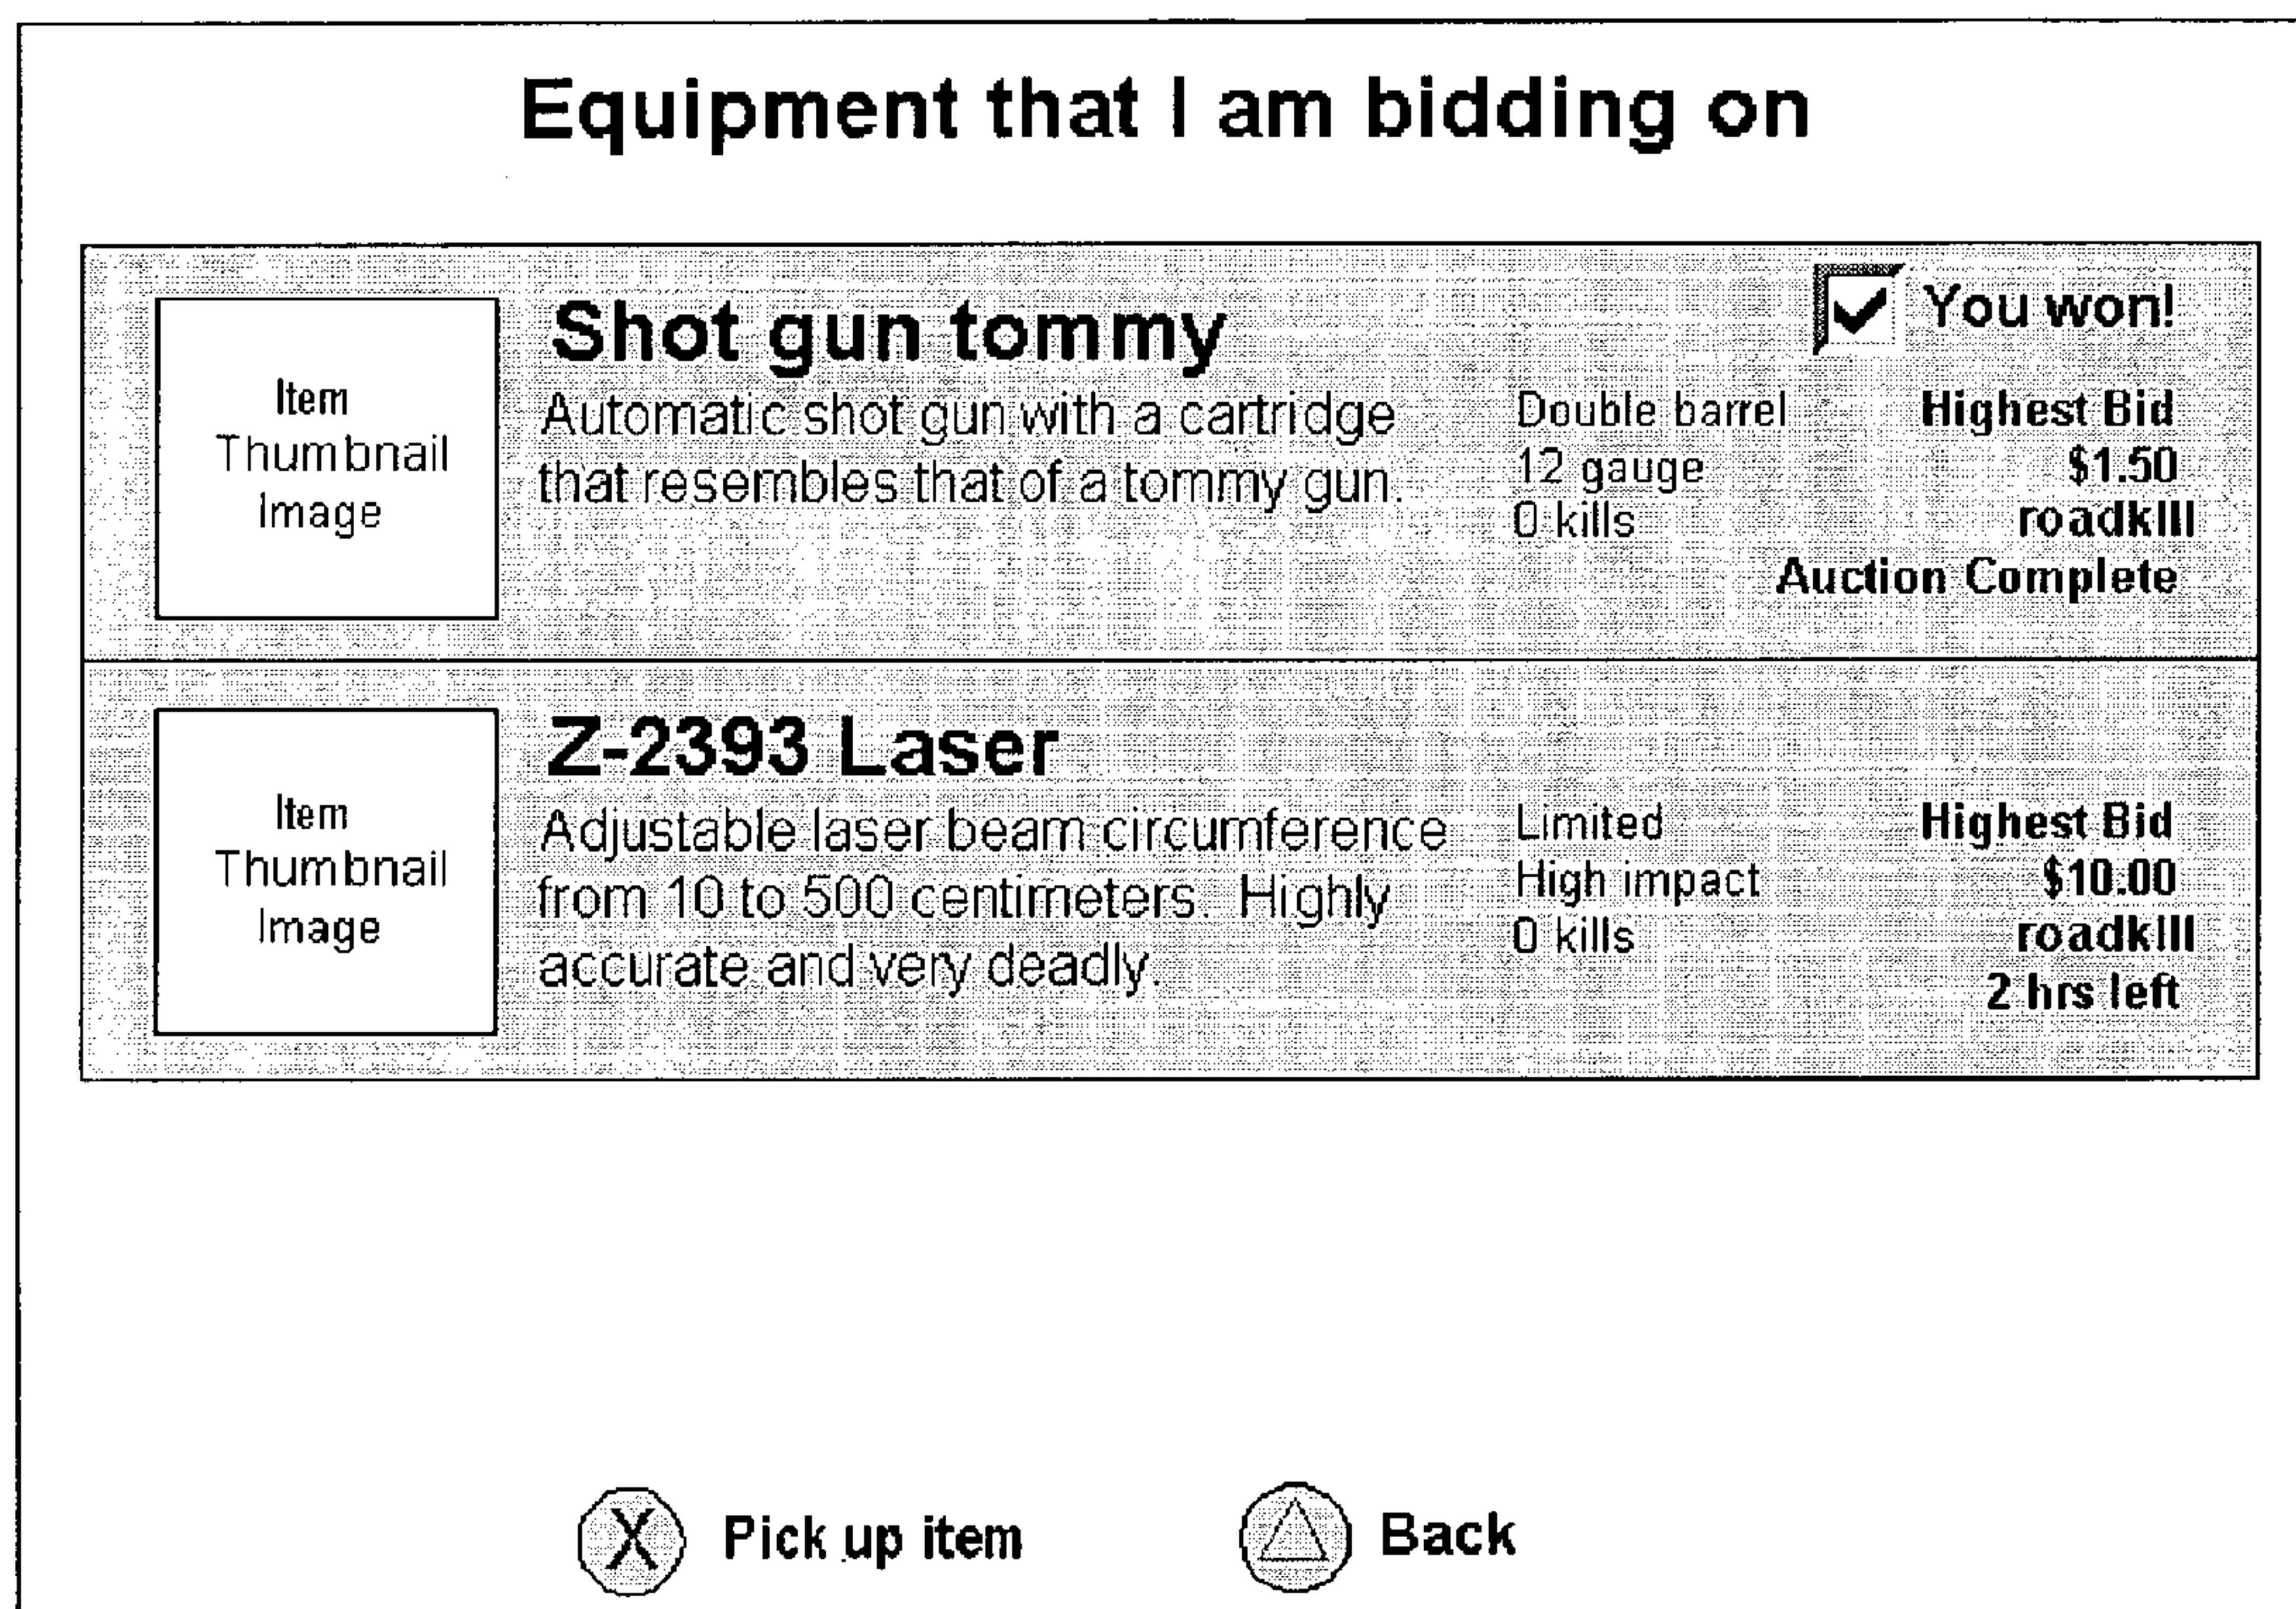 Equipment that I am bidding on
Item
Thumbnail
Image
Shot gun tommy
Automatic shot gun with a cartridge
that resembles that of a tommy gun.
Double barrel
12 gauge
0 kills
You won!
Highest Bid
$1.50
roadkill
Auction Complete
Item
Thumbnail
Image
Z-2393 Laser
Adjustable laser beam circumference
from 10 to 500 centimeters. Highly
accurate and very deadly.
Limited
High impact
0 kills
Highest Bid
$10.00
roadkill
2 hrs left
X Pick up item
Back